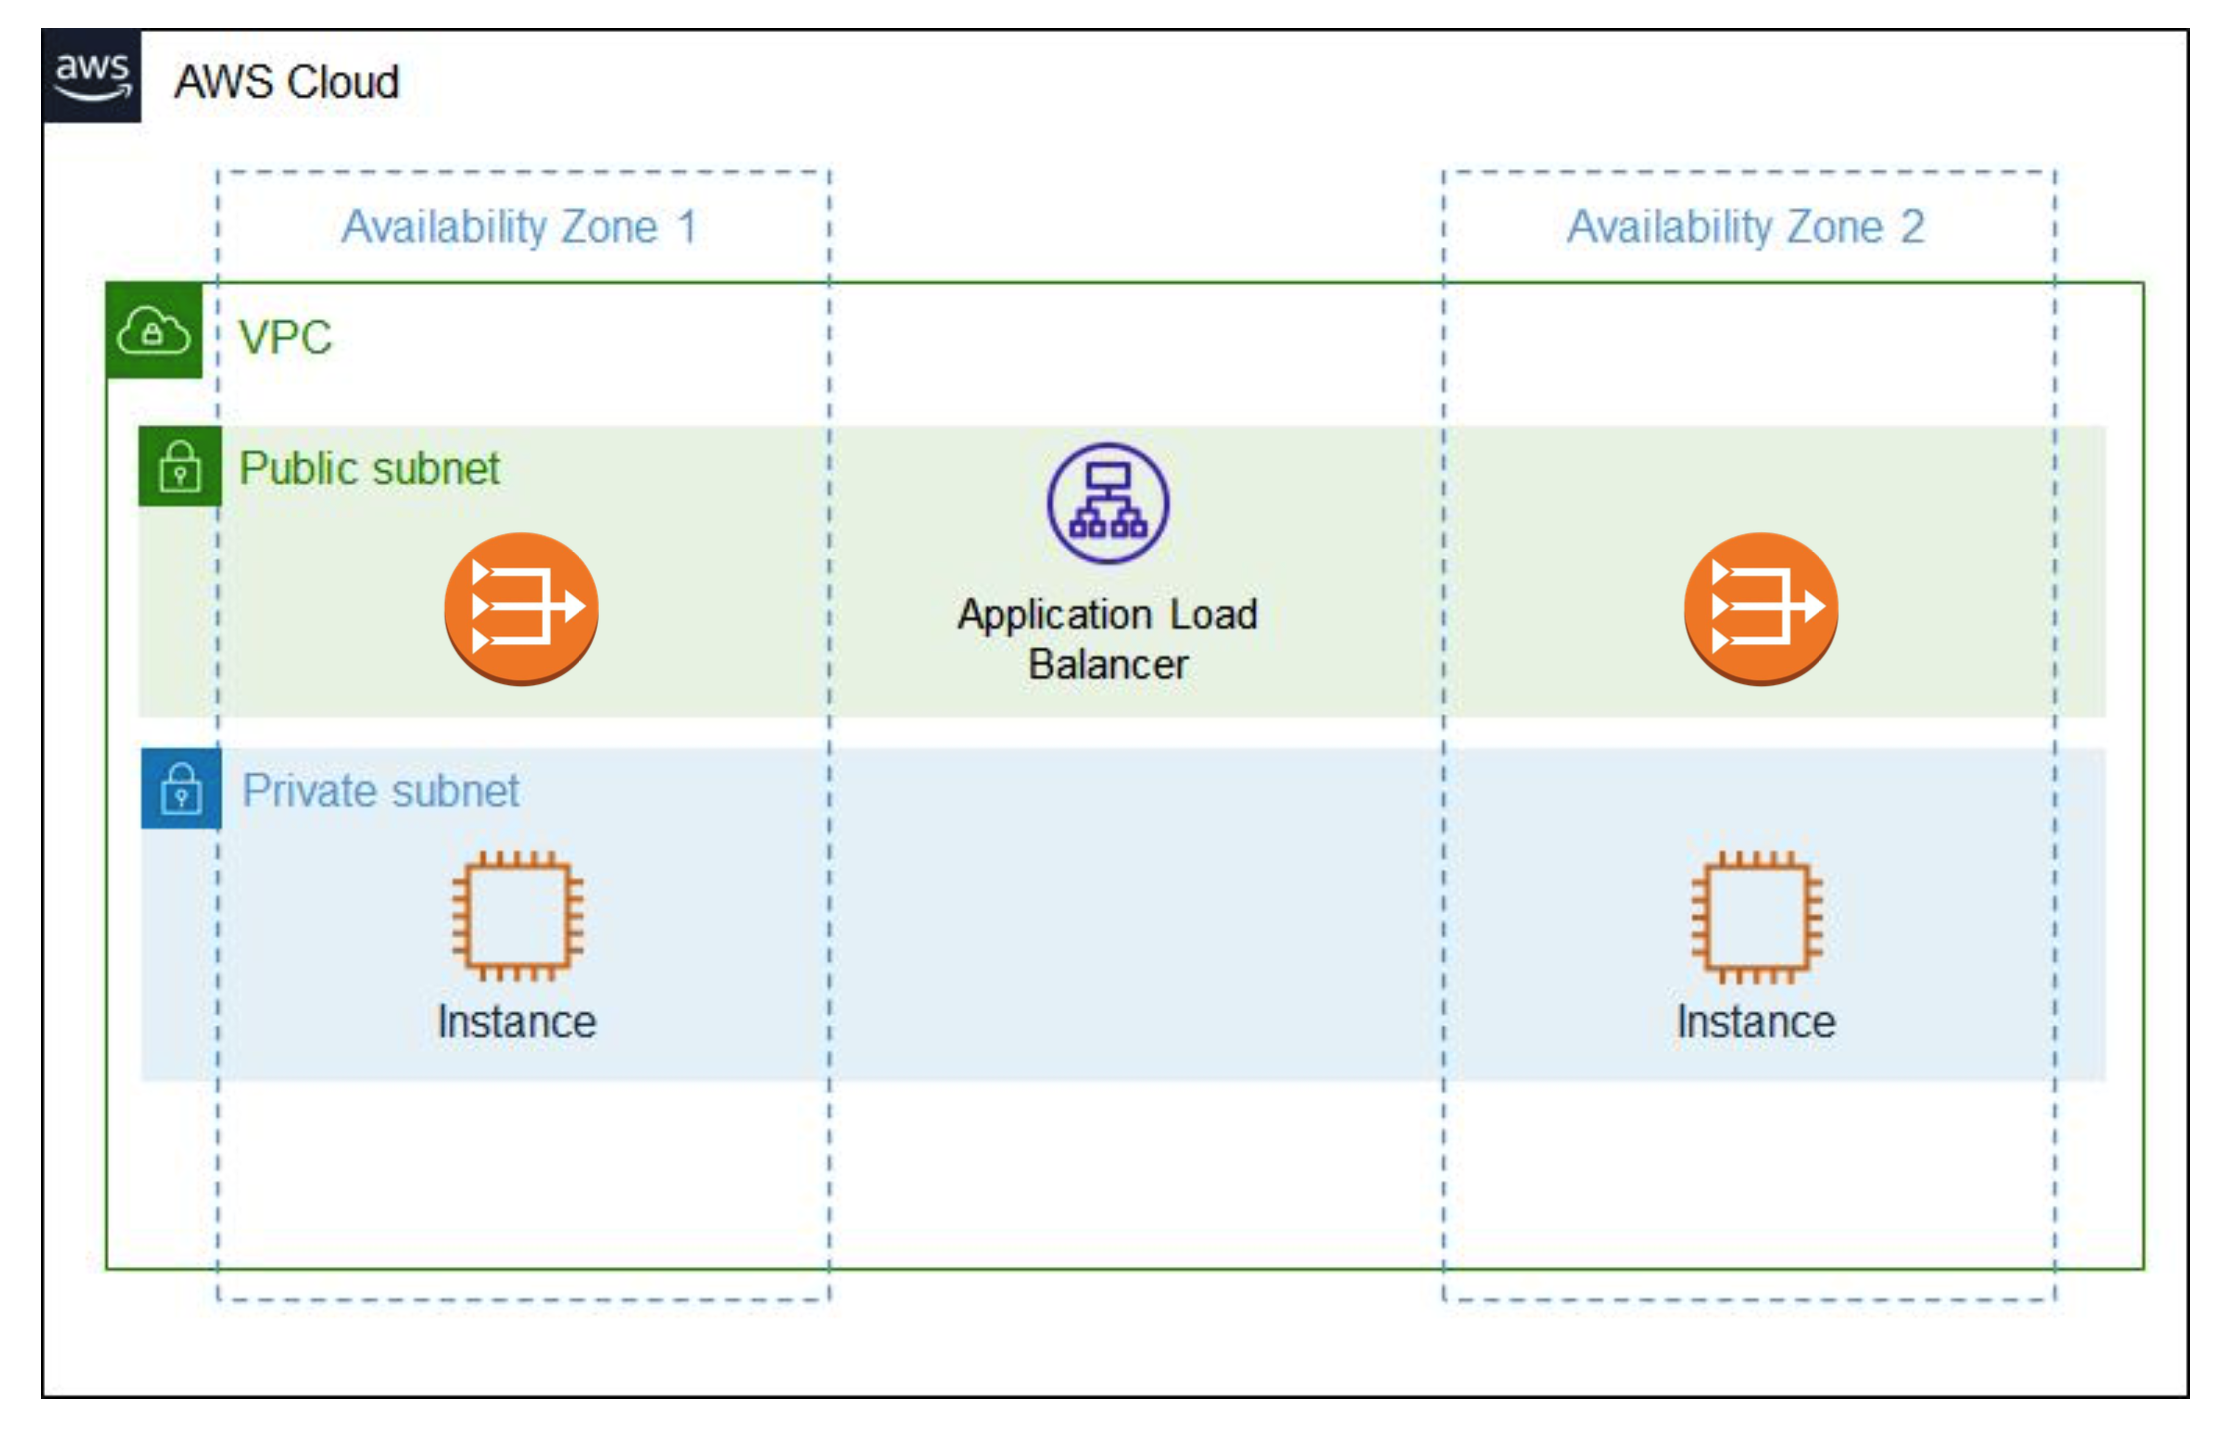 aws
AWS Cloud
Availability Zone 1
Availability Zone 2
VPC
Public subnet
Application Load
Balancer
Private subnet
Instance
Instance